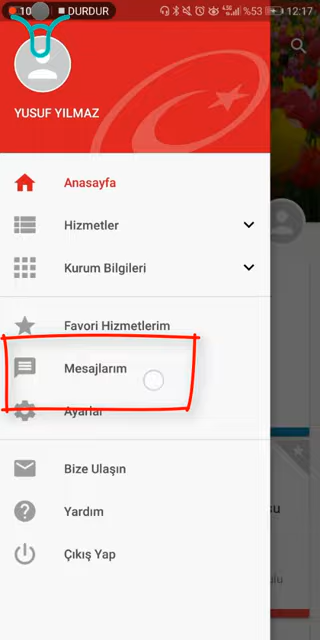 DURDUR
%53
12:17
YUSUF YILMAZ
Anasayfa
Hizmetler
Kurum Bilgileri
Favori Hizmetlerim
Mesajlarım
Ayarlar
Bize Ulaşın
Yardım
Çıkış Yap